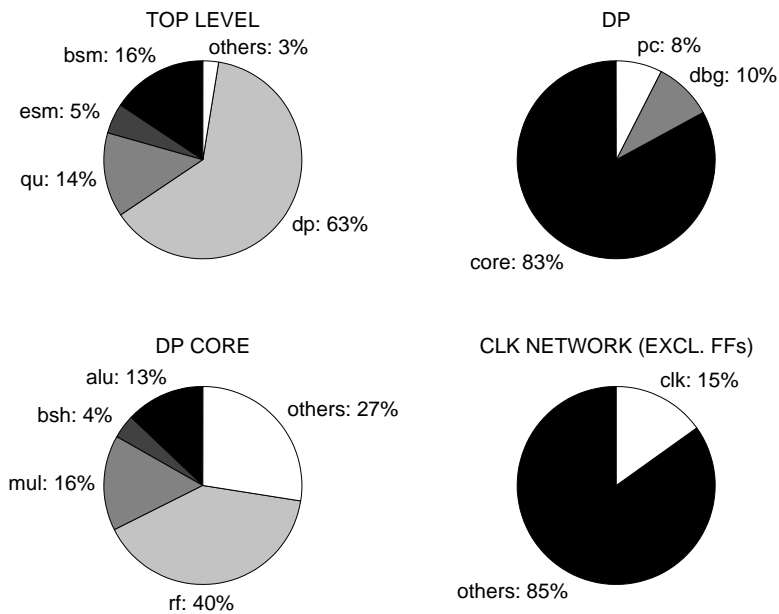 TOP LEVEL
others: 3%
bsm: 16%
esm: 5%
qu: 14%
dp: 63%
DP
pc: 8%
dbg: 10%
core: 83%
DP CORE
alu: 13%
others: 27%
bsh: 4%
mul: 16%
rf: 40%
CLK NETWORK (EXCL. FFs)
clk: 15%
others: 85%